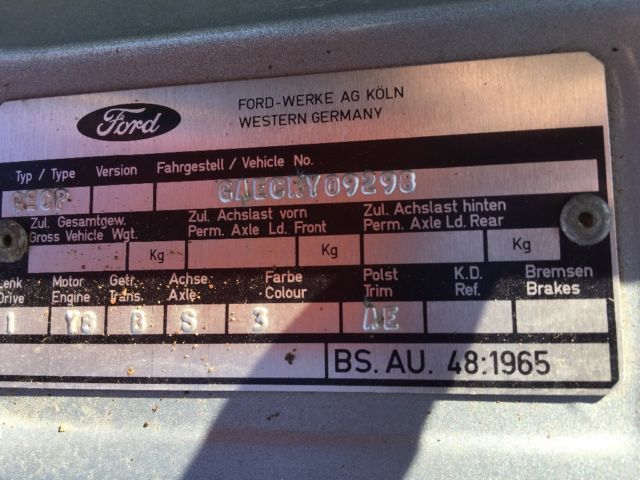 Ford
FORD-WERKE AG KÖLN
WESTERN GERMANY
Typ / Type Version Fahrgestell / Vehicle No.
GECP GAECRY09298
Zul. Gesamtgew. Zul. Achslast vorn Zul. Achslast hinten
Gross Vehicle Wgt. Perm. Axle Ld. Front Perm. Axle Ld. Rear
Kg Kg Kg
Lenk Motor Getr. Achse. Farbe Polst K.D. Bremsen
Drive Engine Trans. Axle. Colour Trim Ref. Brakes
1 Y8 B S 3 AE
BS. AU. 48:1965